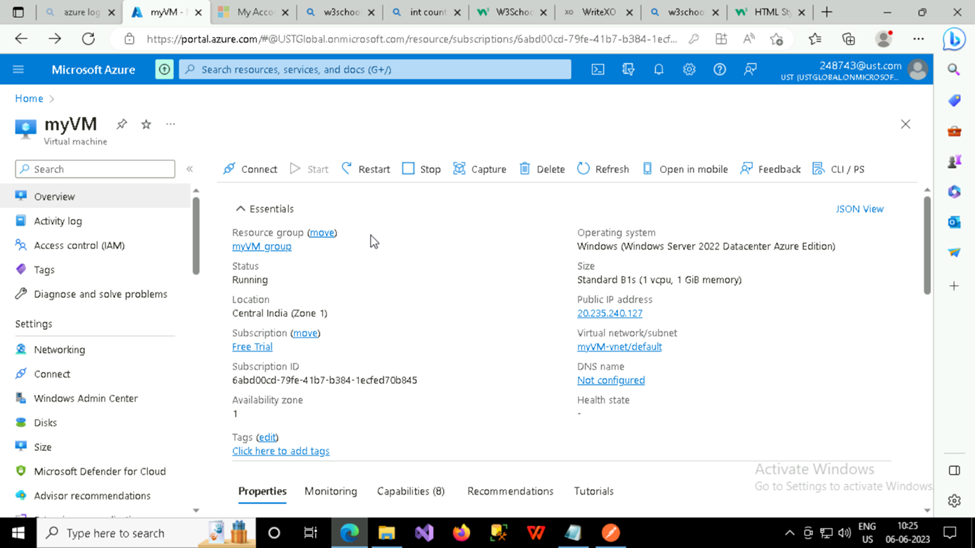 azure log
myVM -
My Acco
w3schoo
int count
W3School
WriteXO
w3school
HTML Sty
https://portal.azure.com/#@USTGlobal.onmicrosoft.com/resource/subscriptions/6abd00cd-79fe-41b7-b384-1ecf...
Microsoft Azure
Search resources, services, and docs (G+/)
248743@ust.com
UST (USTGLOBAL.ONMICROSOF...
Home
myVM
Virtual machine
Search
Connect
Start
Restart
Stop
Capture
Delete
Refresh
Open in mobile
Feedback
CLI / PS
Overview
Activity log
Access control (IAM)
Tags
Diagnose and solve problems
Settings
Networking
Connect
Windows Admin Center
Disks
Size
Microsoft Defender for Cloud
Advisor recommendations
Essentials
JSON View
Resource group (move)
myVM group
Status
Running
Location
Central India (Zone 1)
Subscription (move)
Free Trial
Subscription ID
6abd00cd-79fe-41b7-b384-1ecfed70b845
Availability zone
1
Tags (edit)
Click here to add tags
Operating system
Windows (Windows Server 2022 Datacenter Azure Edition)
Size
Standard B1s (1 vcpu, 1 GiB memory)
Public IP address
20.235.240.127
Virtual network/subnet
myVM-vnet/default
DNS name
Not configured
Health state
-
Properties
Monitoring
Capabilities (8)
Recommendations
Tutorials
Activate Windows
Go to Settings to activate Windows
Type here to search
ENG
US
10:25
06-06-2023